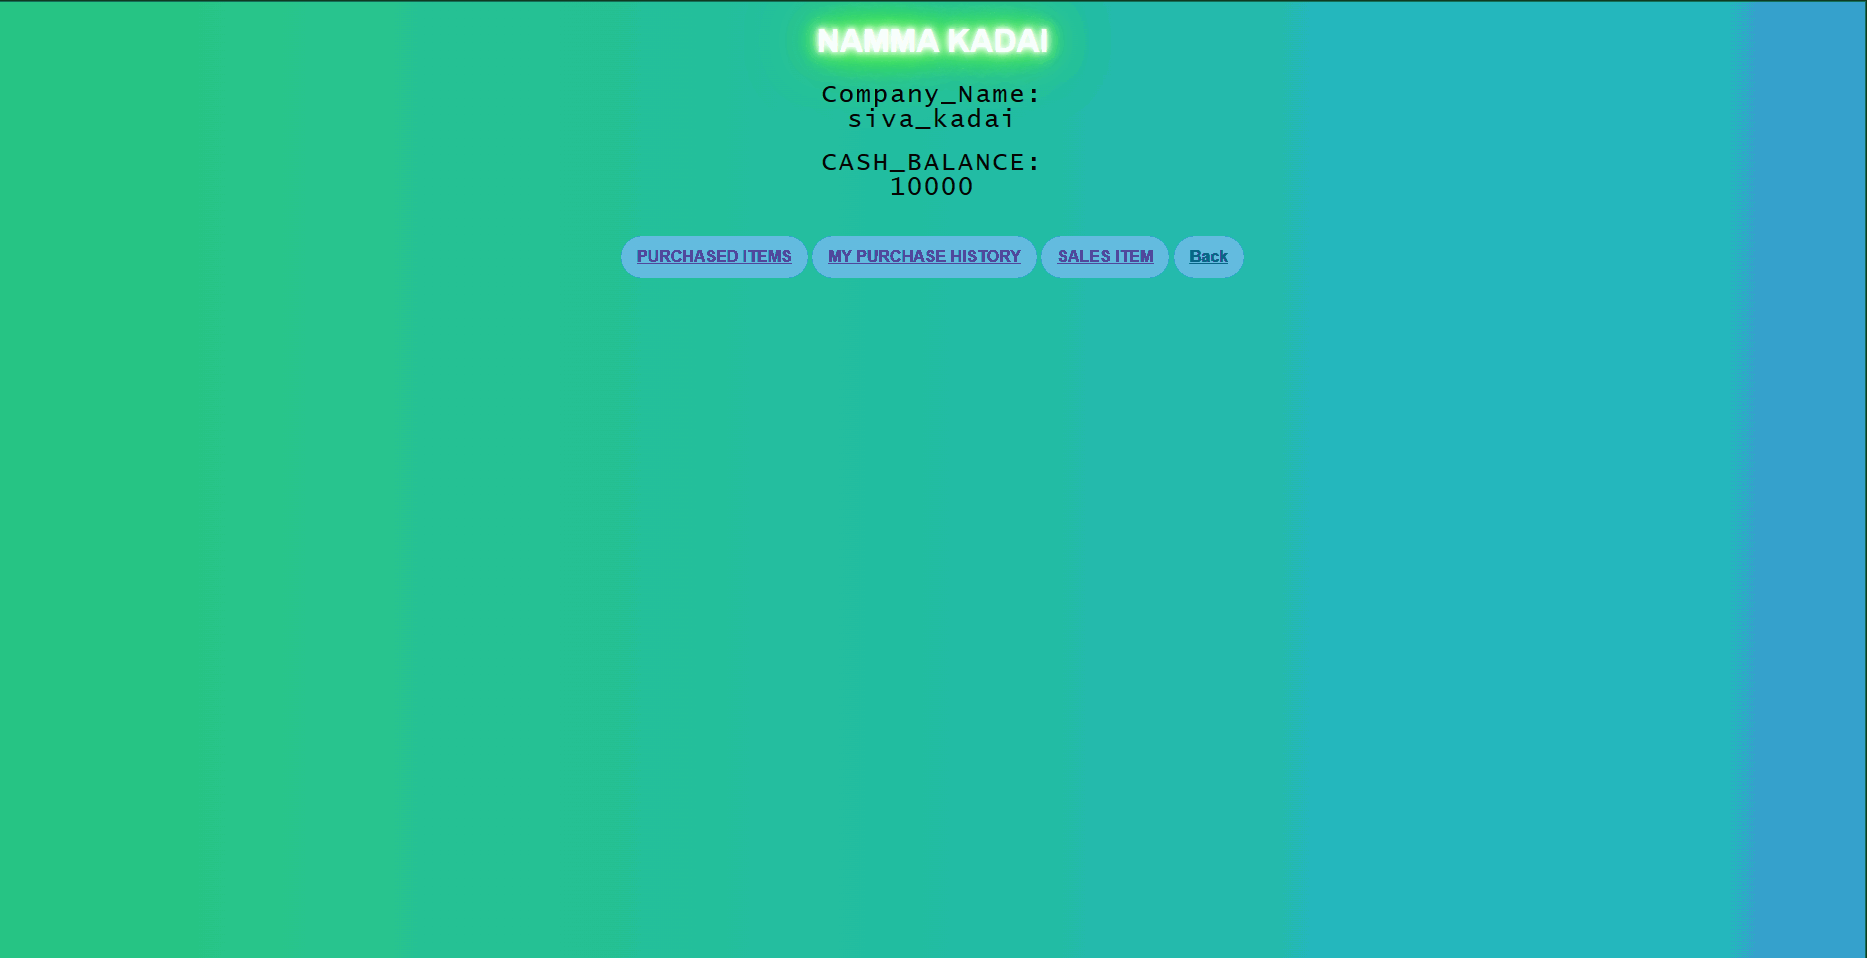 NAMMA KADAI
Company_Name:
siva_kadai
CASH_BALANCE:
10000
PURCHASED ITEMS MY PURCHASE HISTORY SALES ITEM Back